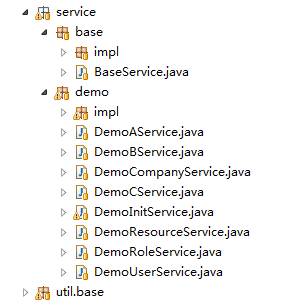 service
base
impl
BaseService.java
demo
impl
DemoAService.java
DemoBService.java
DemoCompanyService.java
DemoCService.java
DemoInitService.java
DemoResourceService.java
DemoRoleService.java
DemoUserService.java
util.base